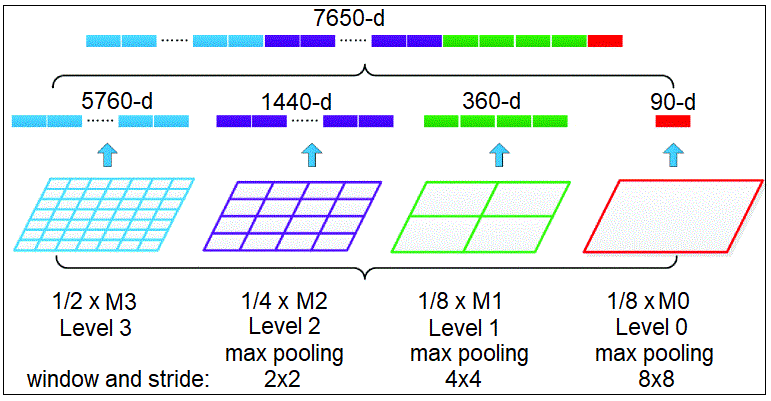 7650-d
5760-d 1440-d 360-d 90-d
1/2 x M3 1/4 x M2 1/8 x M1 1/8 x M0
Level 3 Level 2 Level 1 Level 0
max pooling max pooling max pooling
window and stride: 2x2 4x4 8x8